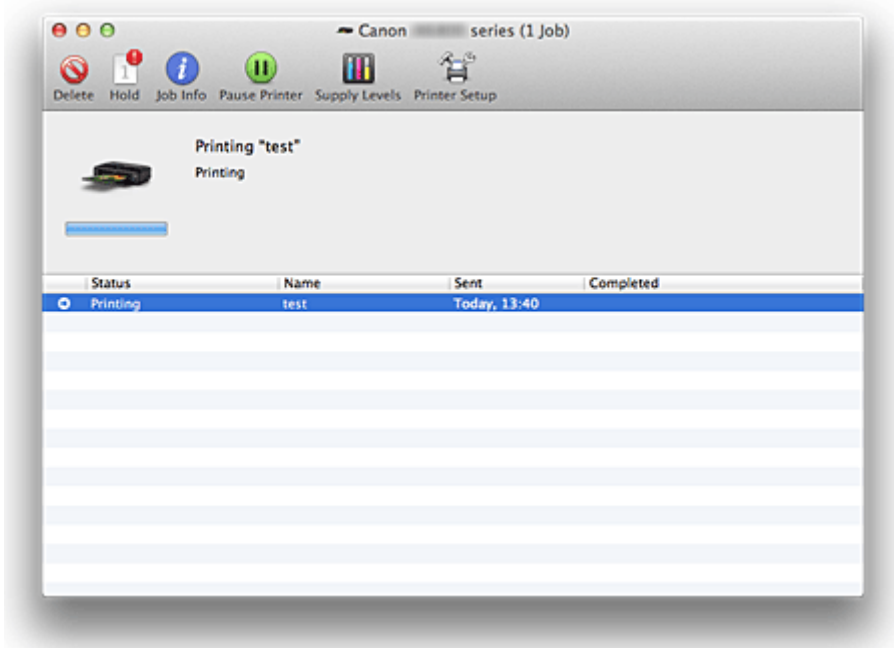 Canon series (1 Job)
1
Delete Hold Job Info Pause Printer Supply Levels Printer Setup
Printing "test"
Printing
Status Name Sent Completed
Printing test Today, 13:40